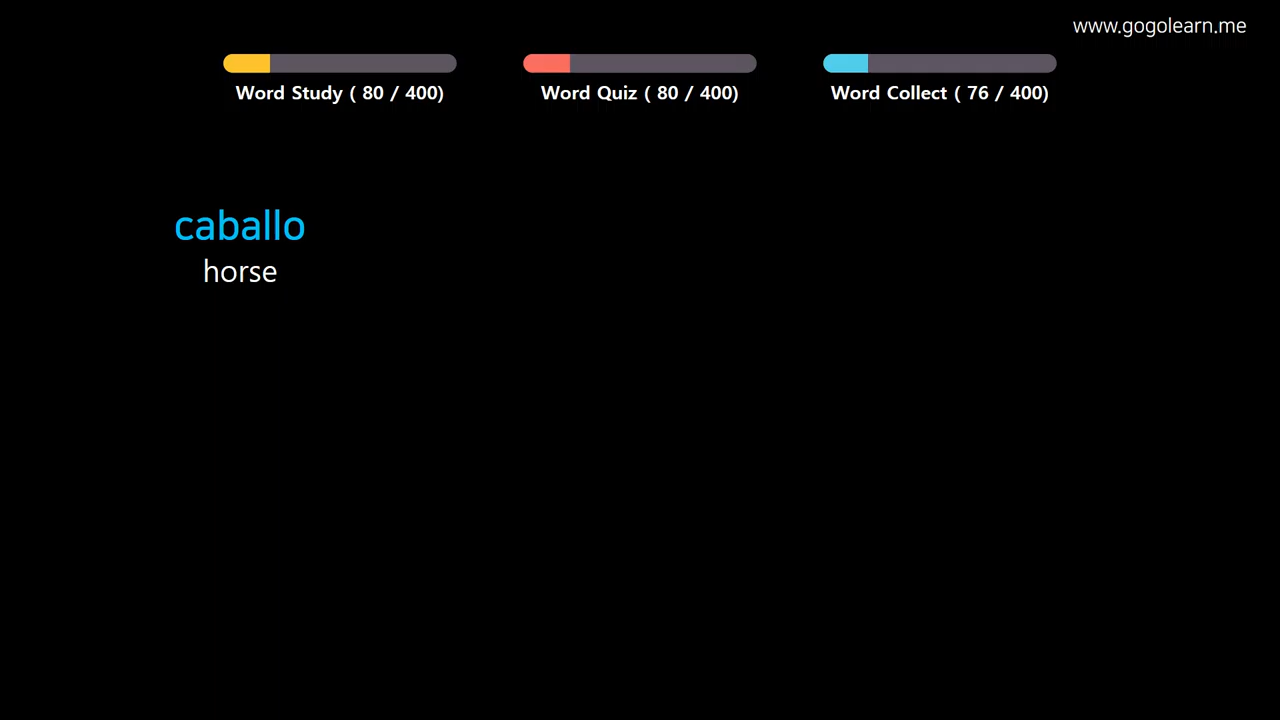 www.gogolearn.me
Word Study ( 80 / 400)
Word Quiz ( 80 / 400)
Word Collect ( 76 / 400)
caballo
horse